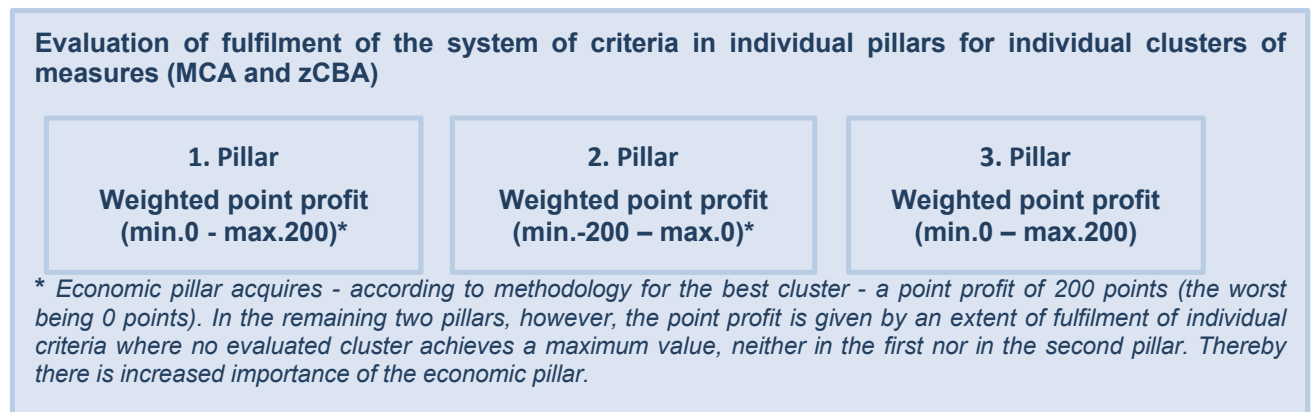 Evaluation of fulfilment of the system of criteria in individual pillars for individual clusters of
measures (MCA and zCBA)
1. Pillar
Weighted point profit
(min.0 - max.200)*
2. Pillar
Weighted point profit
(min.-200 – max.0)*
3. Pillar
Weighted point profit
(min.0 – max.200)
* Economic pillar acquires - according to methodology for the best cluster - a point profit of 200 points (the worst
being 0 points). In the remaining two pillars, however, the point profit is given by an extent of fulfilment of individual
criteria where no evaluated cluster achieves a maximum value, neither in the first nor in the second pillar. Thereby
there is increased importance of the economic pillar.